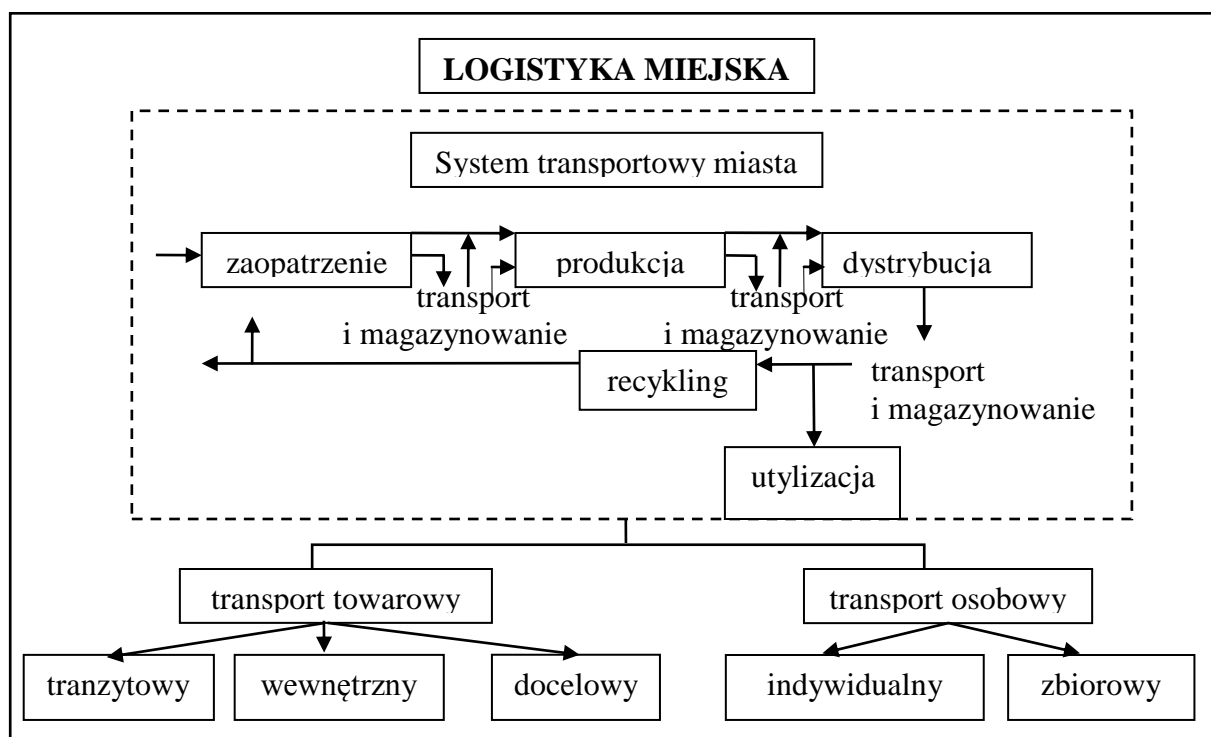 LOGISTYKA MIEJSKA
System transportowy miasta
zaopatrzenie
produkcja
dystrybucja
transport
i magazynowanie
transport
i magazynowanie
recykling
transport
i magazynowanie
utylizacja
transport towarowy
transport osobowy
tranzytowy
wewnętrzny
docelowy
indywidualny
zbiorowy